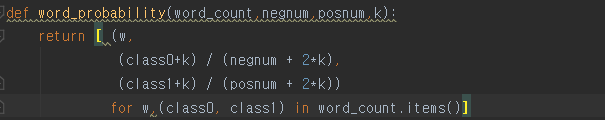 def word_probability(word_count,negnum,posnum,k):
    return [ (w,
              (class0+k) / (negnum + 2*k),
              (class1+k) / (posnum + 2*k))
             for w,(class0, class1) in word_count.items()]